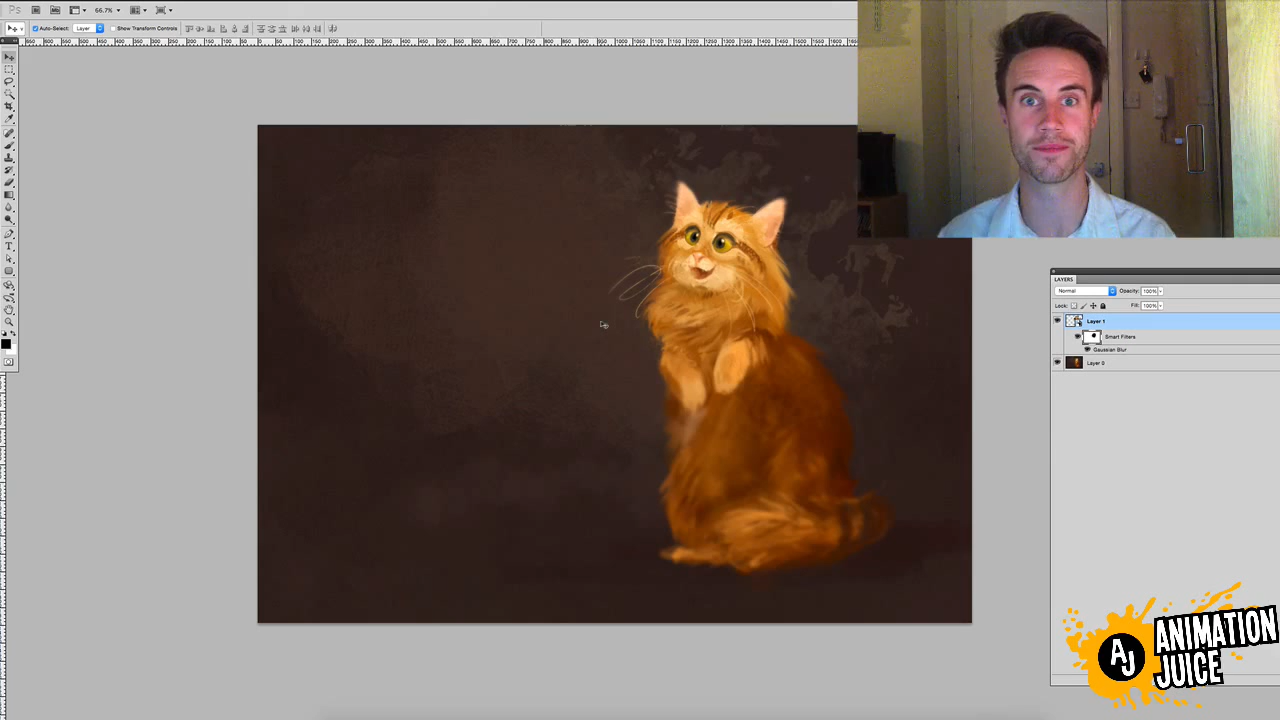 Ps 66.7%
Auto-Select: Layer Show Transform Controls
LAYERS
Normal Opacity: 100%
Lock: Fill: 100%
Layer 1
Smart Filters
Gaussian Blur
Layer 0
T
AJ ANIMATION
JUICE